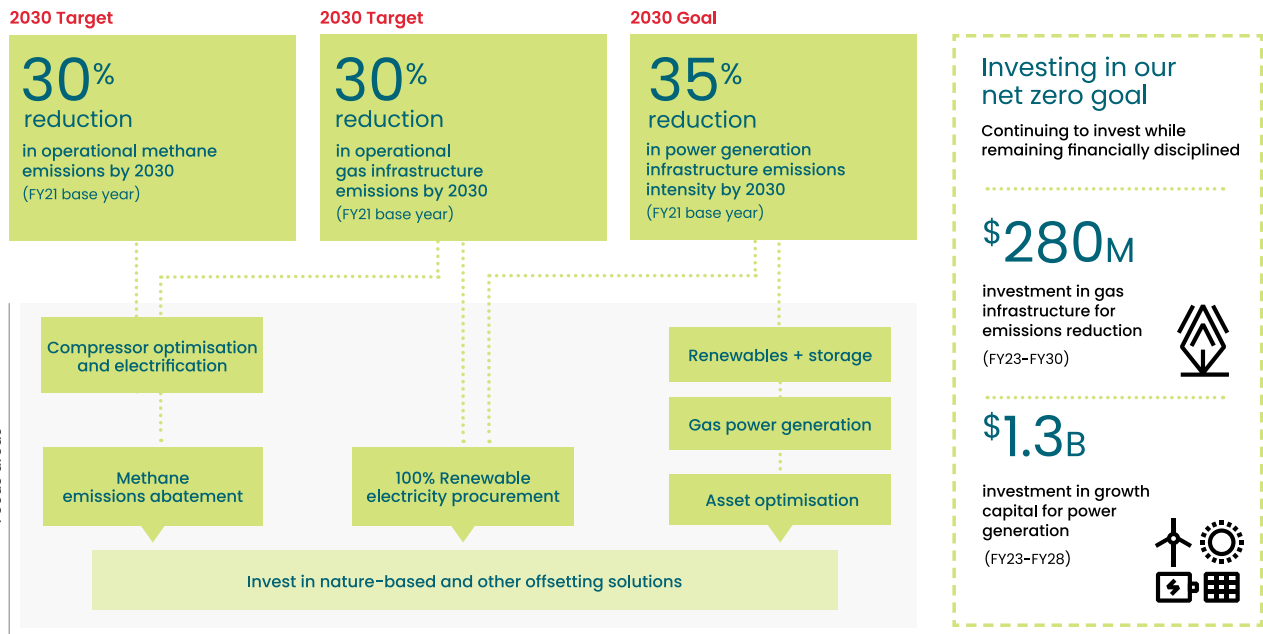 2030 Target
30%
reduction
in operational methane
emissions by 2030
(FY21 base year)
2030 Target
30%
reduction
in operational
gas infrastructure
emissions by 2030
(FY21 base year)
2030 Goal
35%
reduction
in power generation
infrastructure emissions
intensity by 2030
(FY21 base year)
Compressor optimisation
and electrification
Methane
emissions abatement
100% Renewable
electricity procurement
Renewables + storage
Gas power generation
Asset optimisation
Invest in nature-based and other offsetting solutions
Investing in our
net zero goal
Continuing to invest while
remaining financially disciplined
$280M
investment in gas
infrastructure for
emissions reduction
(FY23-FY30)
$1.3B
investment in growth
capital for power
generation
(FY23-FY28)